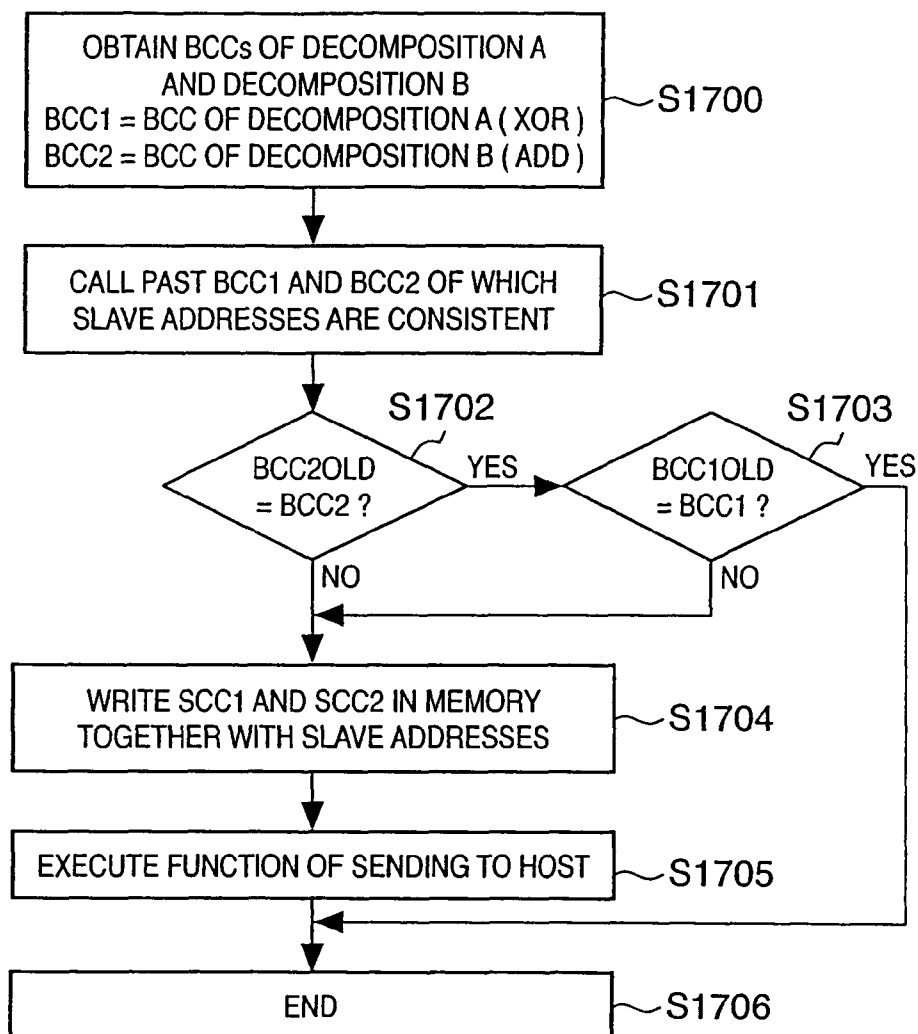 OBTAIN BCCs OF DECOMPOSITION A
AND DECOMPOSITION B
BCC1 = BCC OF DECOMPOSITION A ( XOR )
BCC2 = BCC OF DECOMPOSITION B ( ADD )
S1700
CALL PAST BCC1 AND BCC2 OF WHICH
SLAVE ADDRESSES ARE CONSISTENT
S1701
S1702
BCC2OLD
= BCC2 ?
YES
NO
S1703
BCC1OLD
= BCC1 ?
YES
NO
WRITE SCC1 AND SCC2 IN MEMORY
TOGETHER WITH SLAVE ADDRESSES
S1704
EXECUTE FUNCTION OF SENDING TO HOST
S1705
END
S1706